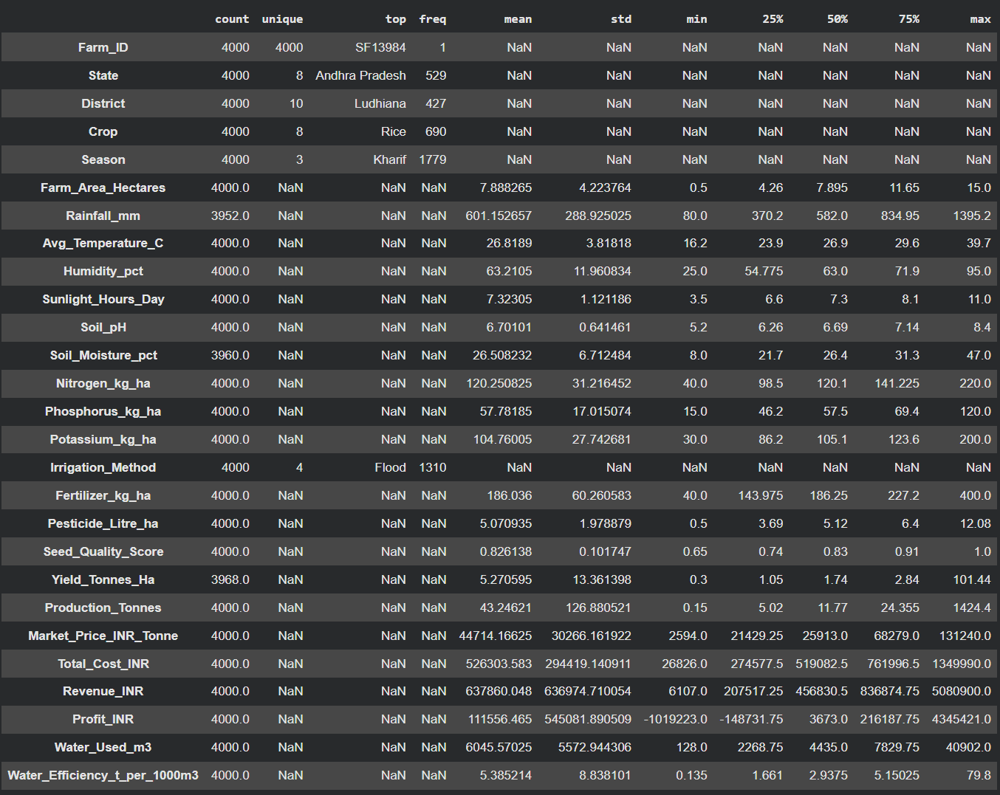 count unique top freq mean std min 25% 50% 75% max
Farm_ID 4000 4000 SF13984 1 NaN NaN NaN NaN NaN NaN NaN
State 4000 8 Andhra Pradesh 529 NaN NaN NaN NaN NaN NaN NaN
District 4000 10 Ludhiana 427 NaN NaN NaN NaN NaN NaN NaN
Crop 4000 8 Rice 690 NaN NaN NaN NaN NaN NaN NaN
Season 4000 3 Kharif 1779 NaN NaN NaN NaN NaN NaN NaN
Farm_Area_Hectares 4000.0 NaN NaN NaN 7.888265 4.223764 0.5 4.26 7.895 11.65 15.0
Rainfall_mm 3952.0 NaN NaN NaN 601.152657 288.925025 80.0 370.2 582.0 834.95 1395.2
Avg_Temperature_C 4000.0 NaN NaN NaN 26.8189 3.81818 16.2 23.9 26.9 29.6 39.7
Humidity_pct 4000.0 NaN NaN NaN 63.2105 11.960834 25.0 54.775 63.0 71.9 95.0
Sunlight_Hours_Day 4000.0 NaN NaN NaN 7.32305 1.121186 3.5 6.6 7.3 8.1 11.0
Soil_pH 4000.0 NaN NaN NaN 6.70101 0.641461 5.2 6.26 6.69 7.14 8.4
Soil_Moisture_pct 3960.0 NaN NaN NaN 26.508232 6.712484 8.0 21.7 26.4 31.3 47.0
Nitrogen_kg_ha 4000.0 NaN NaN NaN 120.250825 31.216452 40.0 98.5 120.1 141.225 220.0
Phosphorus_kg_ha 4000.0 NaN NaN NaN 57.78185 17.015074 15.0 46.2 57.5 69.4 120.0
Potassium_kg_ha 4000.0 NaN NaN NaN 104.76005 27.742681 30.0 86.2 105.1 123.6 200.0
Irrigation_Method 4000 4 Flood 1310 NaN NaN NaN NaN NaN NaN NaN
Fertilizer_kg_ha 4000.0 NaN NaN NaN 186.036 60.260583 40.0 143.975 186.25 227.2 400.0
Pesticide_Litre_ha 4000.0 NaN NaN NaN 5.070935 1.978879 0.5 3.69 5.12 6.4 12.08
Seed_Quality_Score 4000.0 NaN NaN NaN 0.826138 0.101747 0.65 0.74 0.83 0.91 1.0
Yield_Tonnes_Ha 3968.0 NaN NaN NaN 5.270595 13.361398 0.3 1.05 1.74 2.84 101.44
Production_Tonnes 4000.0 NaN NaN NaN 43.24621 126.880521 0.15 5.02 11.77 24.355 1424.4
Market_Price_INR_Tonne 4000.0 NaN NaN NaN 44714.16625 30266.161922 2594.0 21429.25 25913.0 68279.0 131240.0
Total_Cost_INR 4000.0 NaN NaN NaN 526303.583 294419.140911 26826.0 274577.5 519082.5 761996.5 1349990.0
Revenue_INR 4000.0 NaN NaN NaN 637860.048 636974.710054 6107.0 207517.25 456830.5 836874.75 5080900.0
Profit_INR 4000.0 NaN NaN NaN 111556.465 545081.890509 -1019223.0 -148731.75 3673.0 216187.75 4345421.0
Water_Used_m3 4000.0 NaN NaN NaN 6045.57025 5572.944306 128.0 2268.75 4435.0 7829.75 40902.0
Water_Efficiency_t_per_1000m3 4000.0 NaN NaN NaN 5.385214 8.838101 0.135 1.661 2.9375 5.15025 79.8